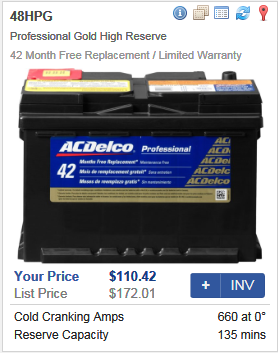 48HPG
Professional Gold High Reserve
42 Month Free Replacement / Limited Warranty
ACDelco Professional
42
Months Free Replacement* Maintenance Free
Mois de remplacement gratuit* Sans entretien
Meses de reemplazo gratis* Sin mantenimiento
Your Price $110.42
List Price $172.01
+ INV
Cold Cranking Amps 660 at 0°
Reserve Capacity 135 mins